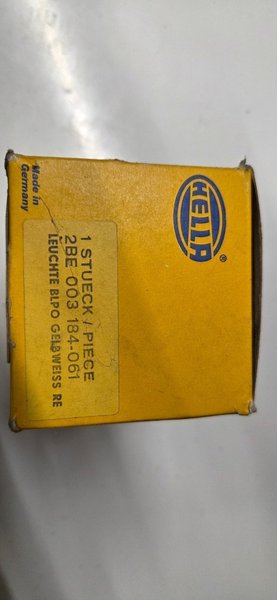 HELLA
®
Made in
Germany
1 STUECK / PIECE
2BE 003 184-061
LEUCHTE BLPO GELBWEISS RE